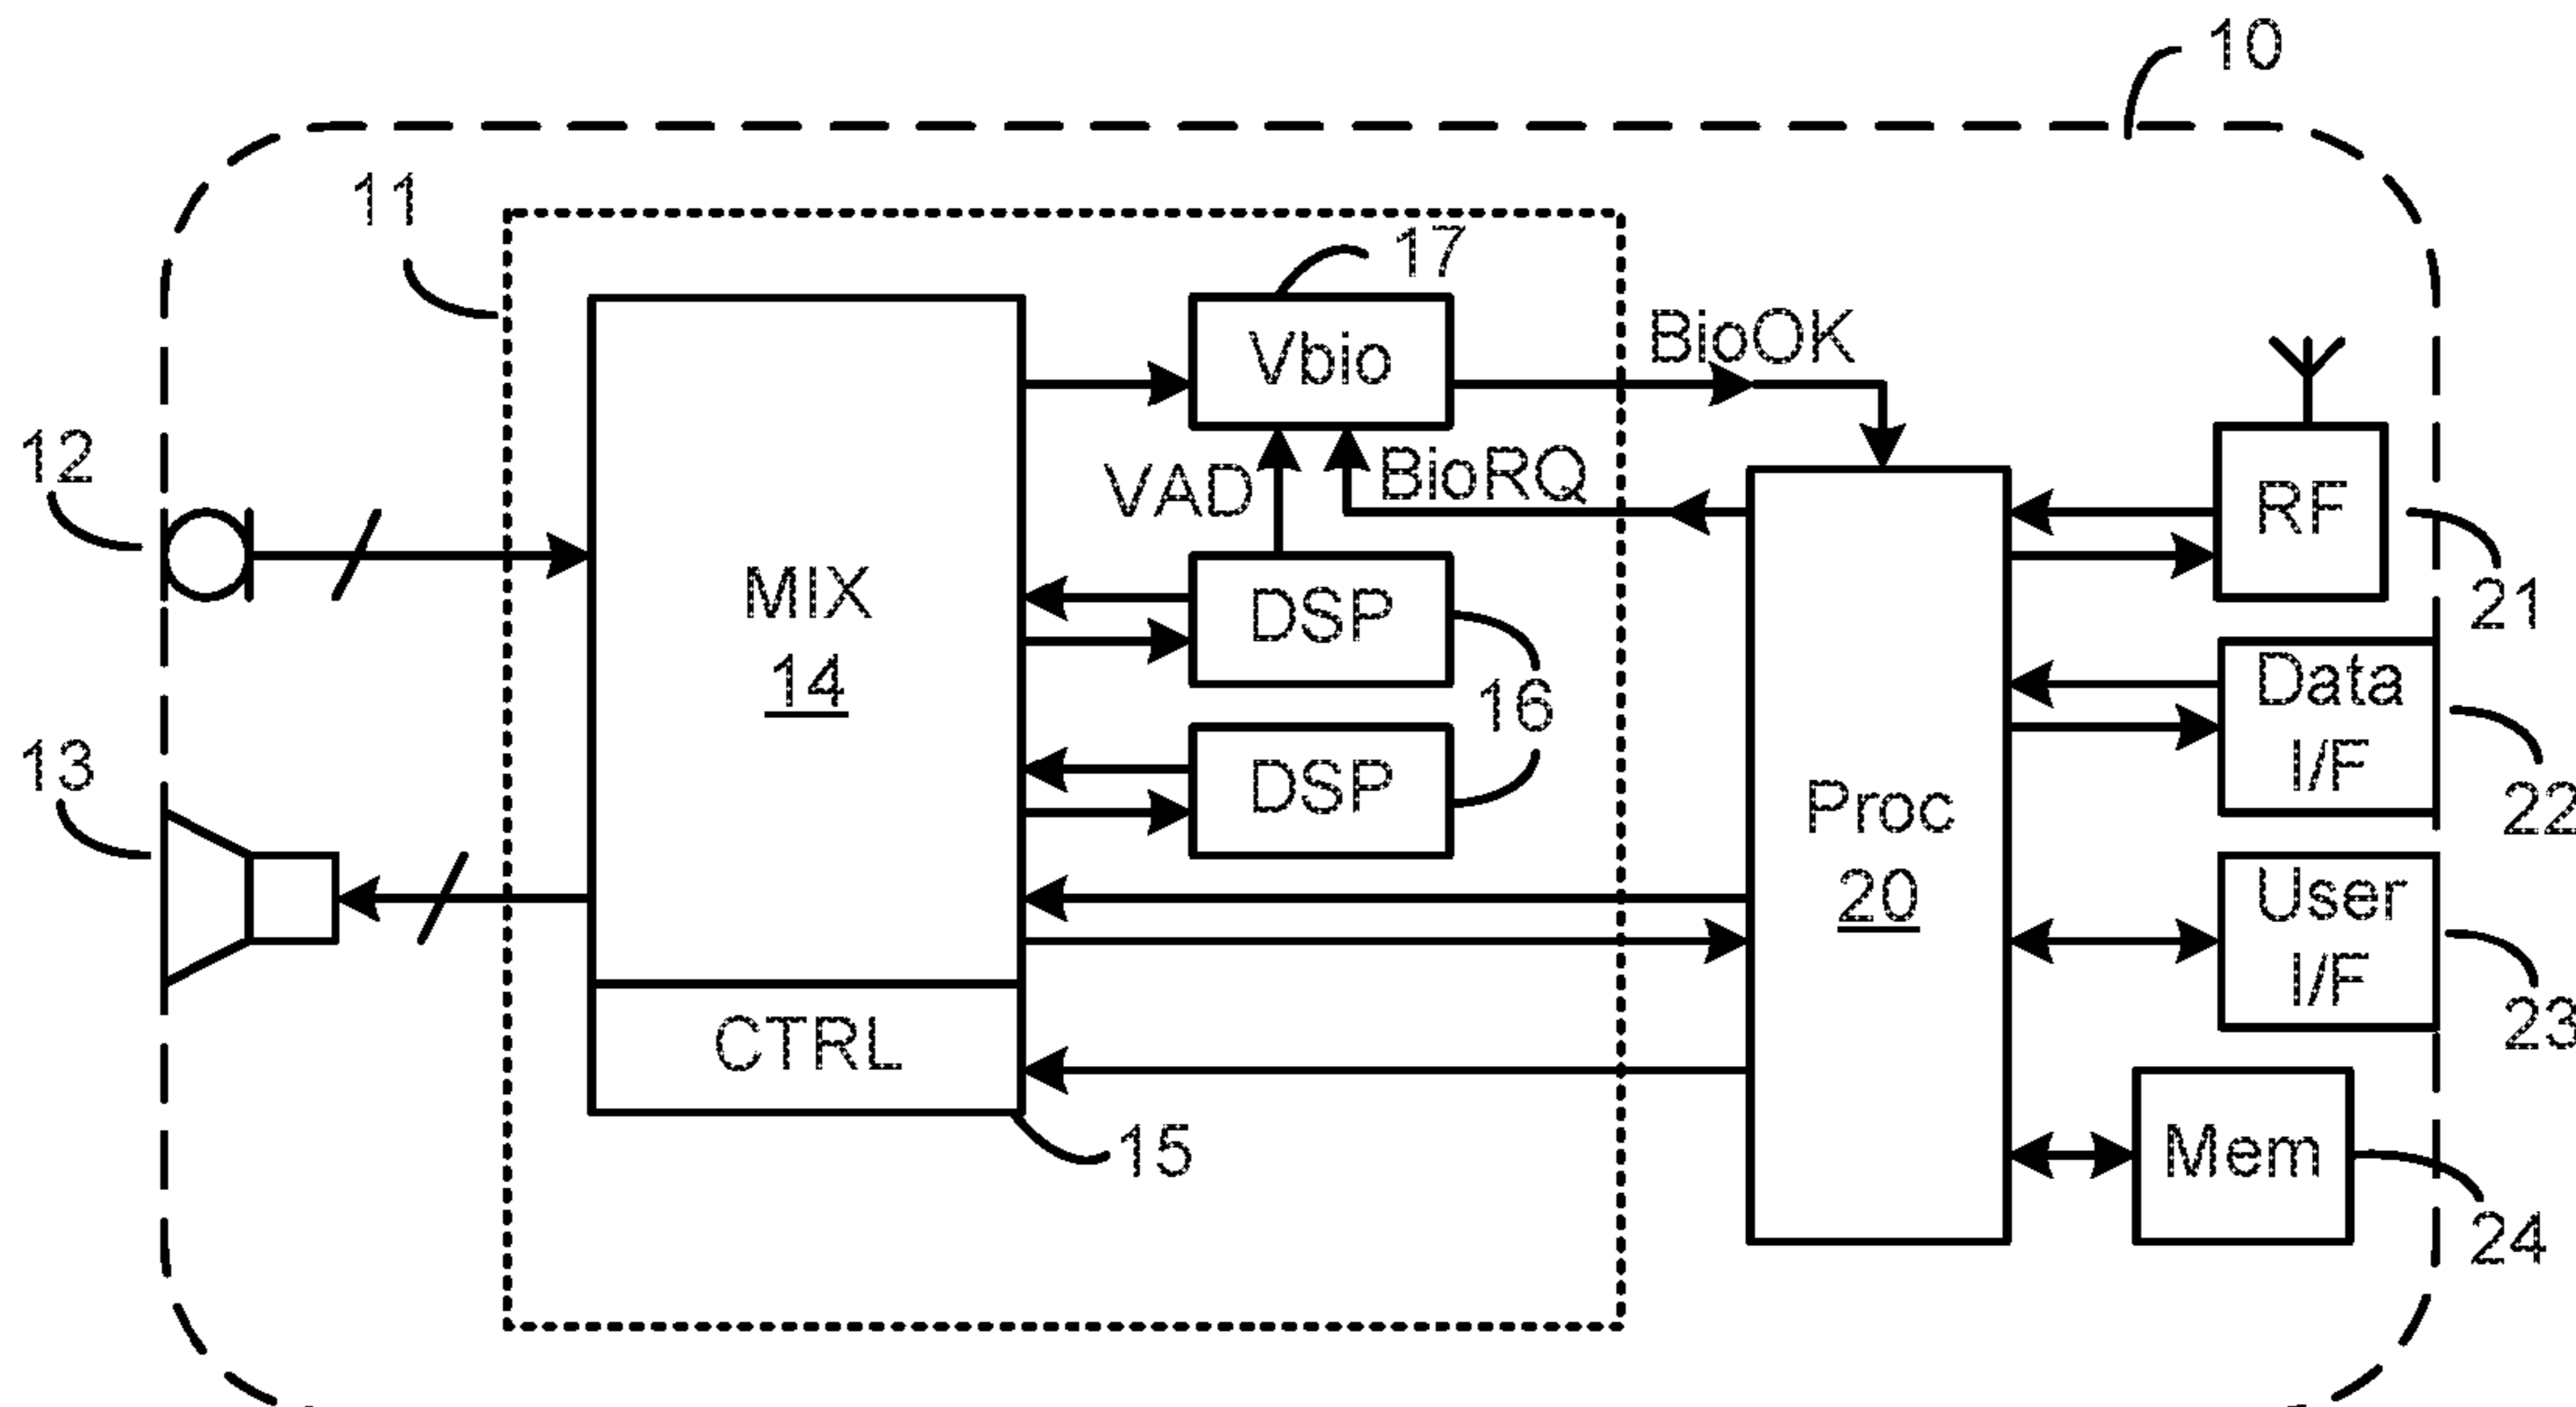 10
11
17
Vbio
BioOK
12
VAD
BioRQ
RF
MIX
14
DSP
21
Data
I/F
16
13
DSP
22
Proc
20
User
I/F
23
CTRL
15
Mem
24